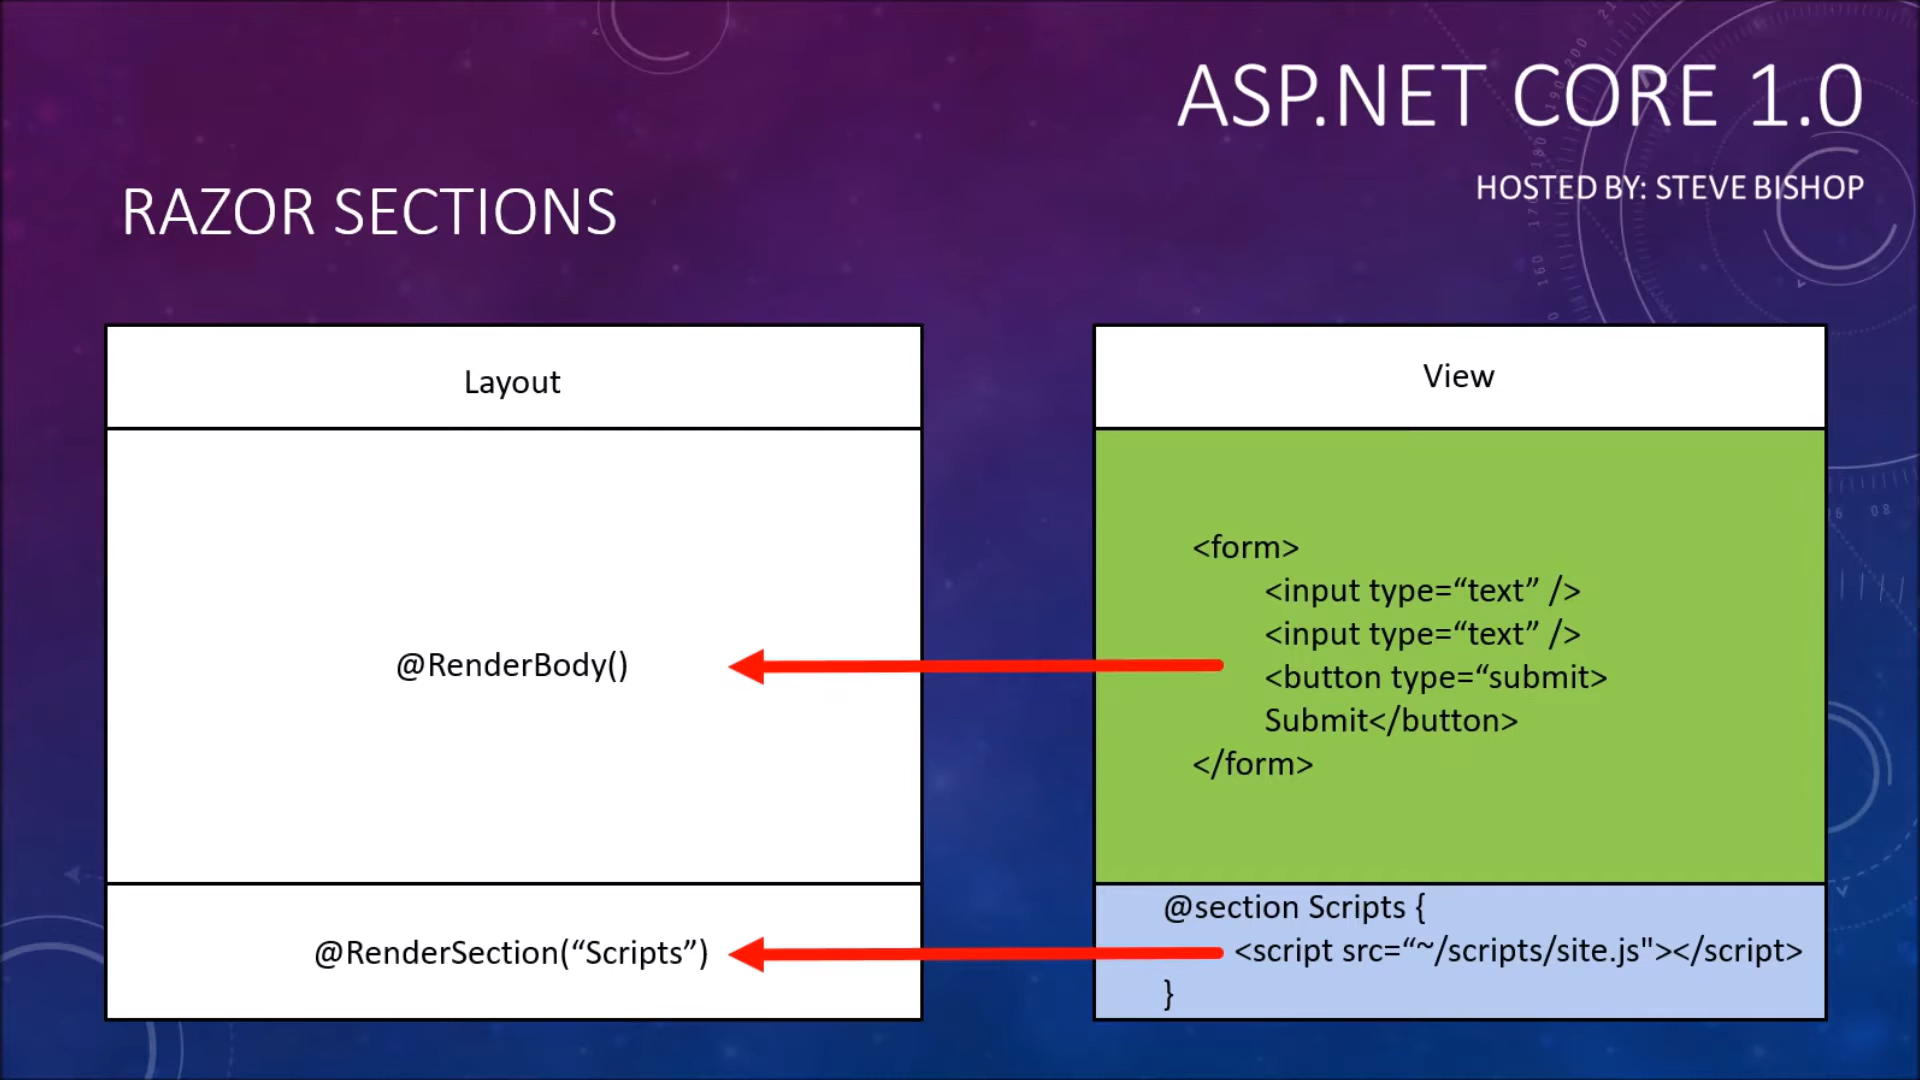 ASP.NET CORE 1.0
HOSTED BY: STEVE BISHOP
RAZOR SECTIONS
Layout
@RenderBody()
@RenderSection(“Scripts”)
View
<form>
<input type=“text” />
<input type=“text” />
<button type=“submit>
Submit</button>
</form>
@section Scripts {
<script src=“~/scripts/site.js"></script>
}